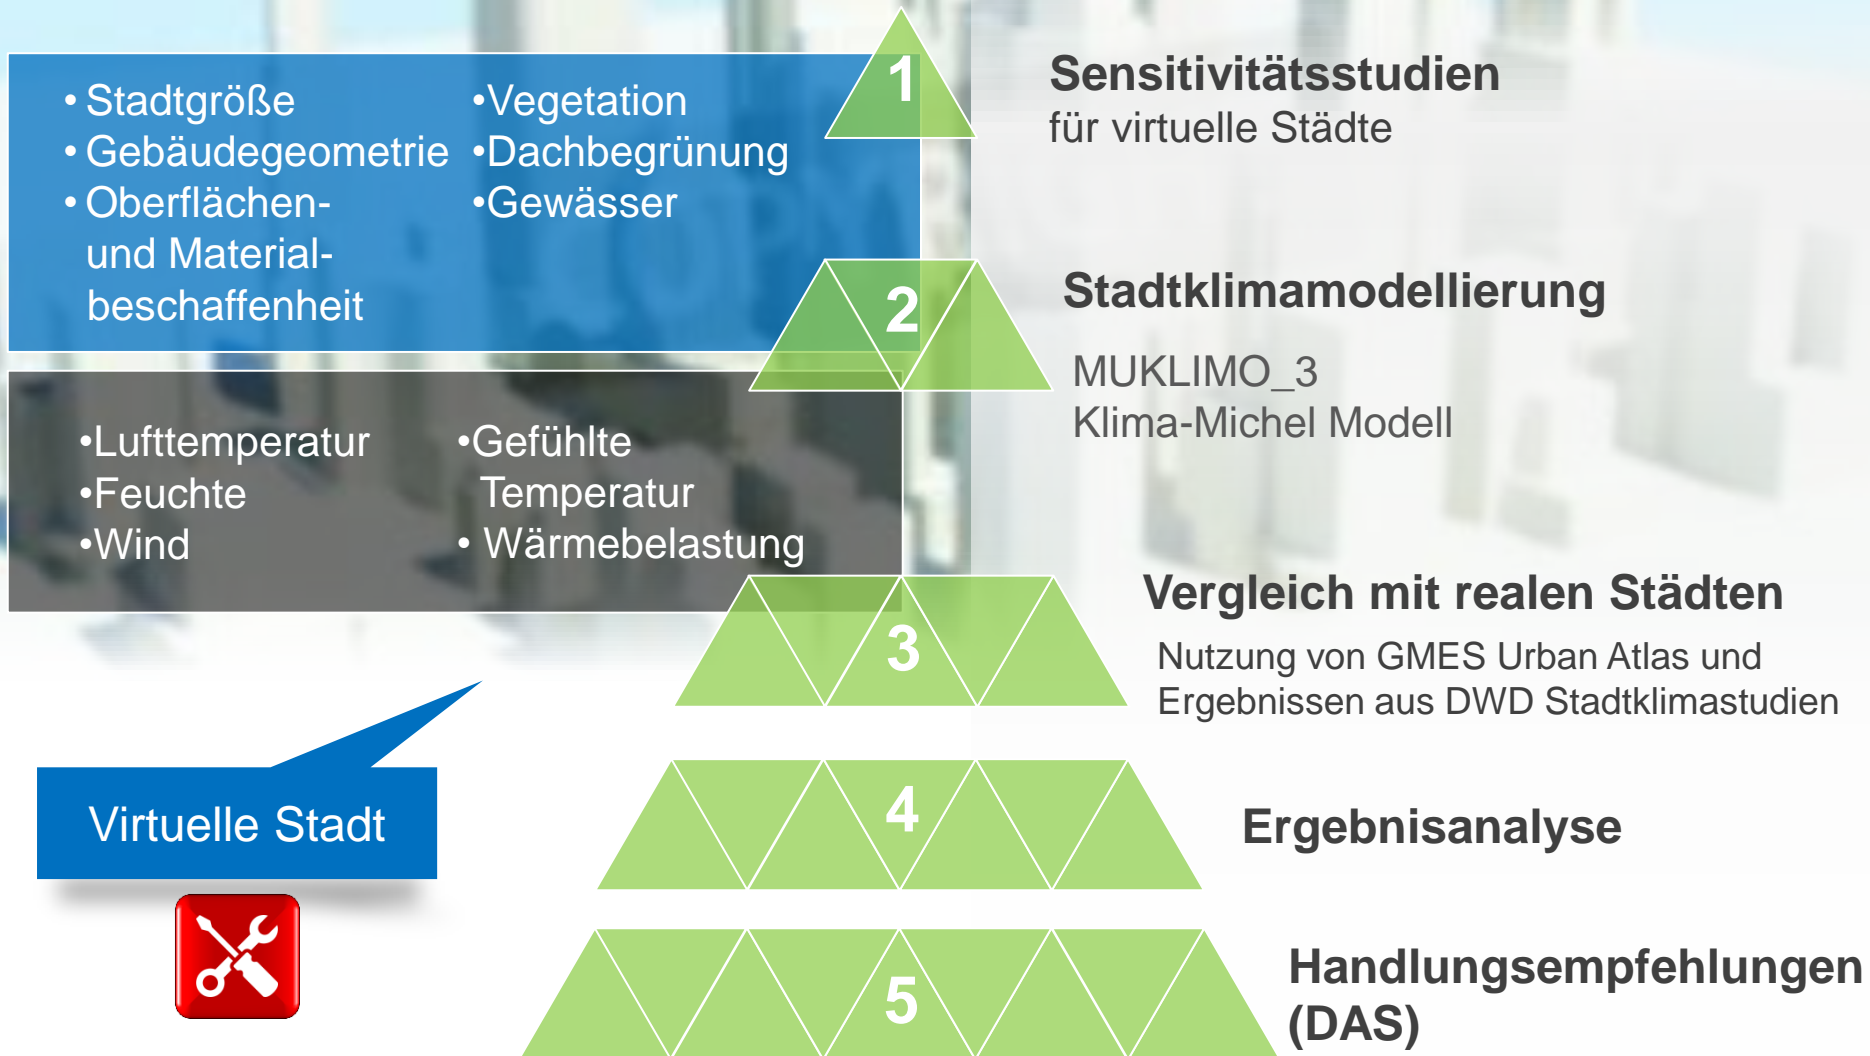 • Stadtgröße
• Gebäudegeometrie
• Oberflächen-
und Material-
beschaffenheit
•Vegetation
•Dachbegrünung
•Gewässer
1
Sensitivitätsstudien
für virtuelle Städte
2
Stadtklimamodellierung
MUKLIMO_3
Klima-Michel Modell
•Lufttemperatur
•Feuchte
•Wind
•Gefühlte
Temperatur
• Wärmebelastung
3
Vergleich mit realen Städten
Nutzung von GMES Urban Atlas und
Ergebnissen aus DWD Stadtklimastudien
Virtuelle Stadt
4
Ergebnisanalyse
5
Handlungsempfehlungen
(DAS)